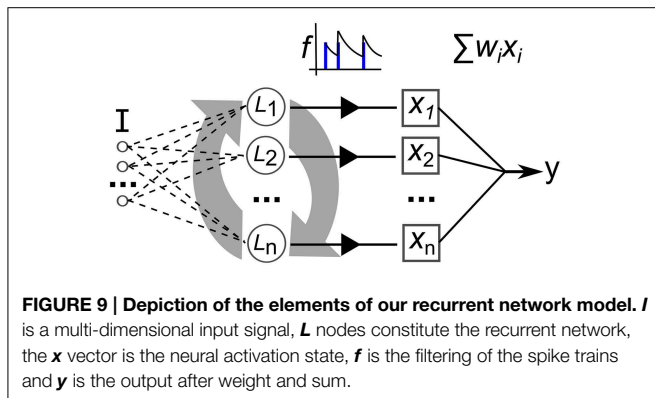 f
∑wᵢxᵢ
I
L₁
x₁
L₂
x₂
y
...
...
...
Lₙ
xₙ
FIGURE 9 | Depiction of the elements of our recurrent network model. I
is a multi-dimensional input signal, L nodes constitute the recurrent network,
the x vector is the neural activation state, f is the filtering of the spike trains
and y is the output after weight and sum.